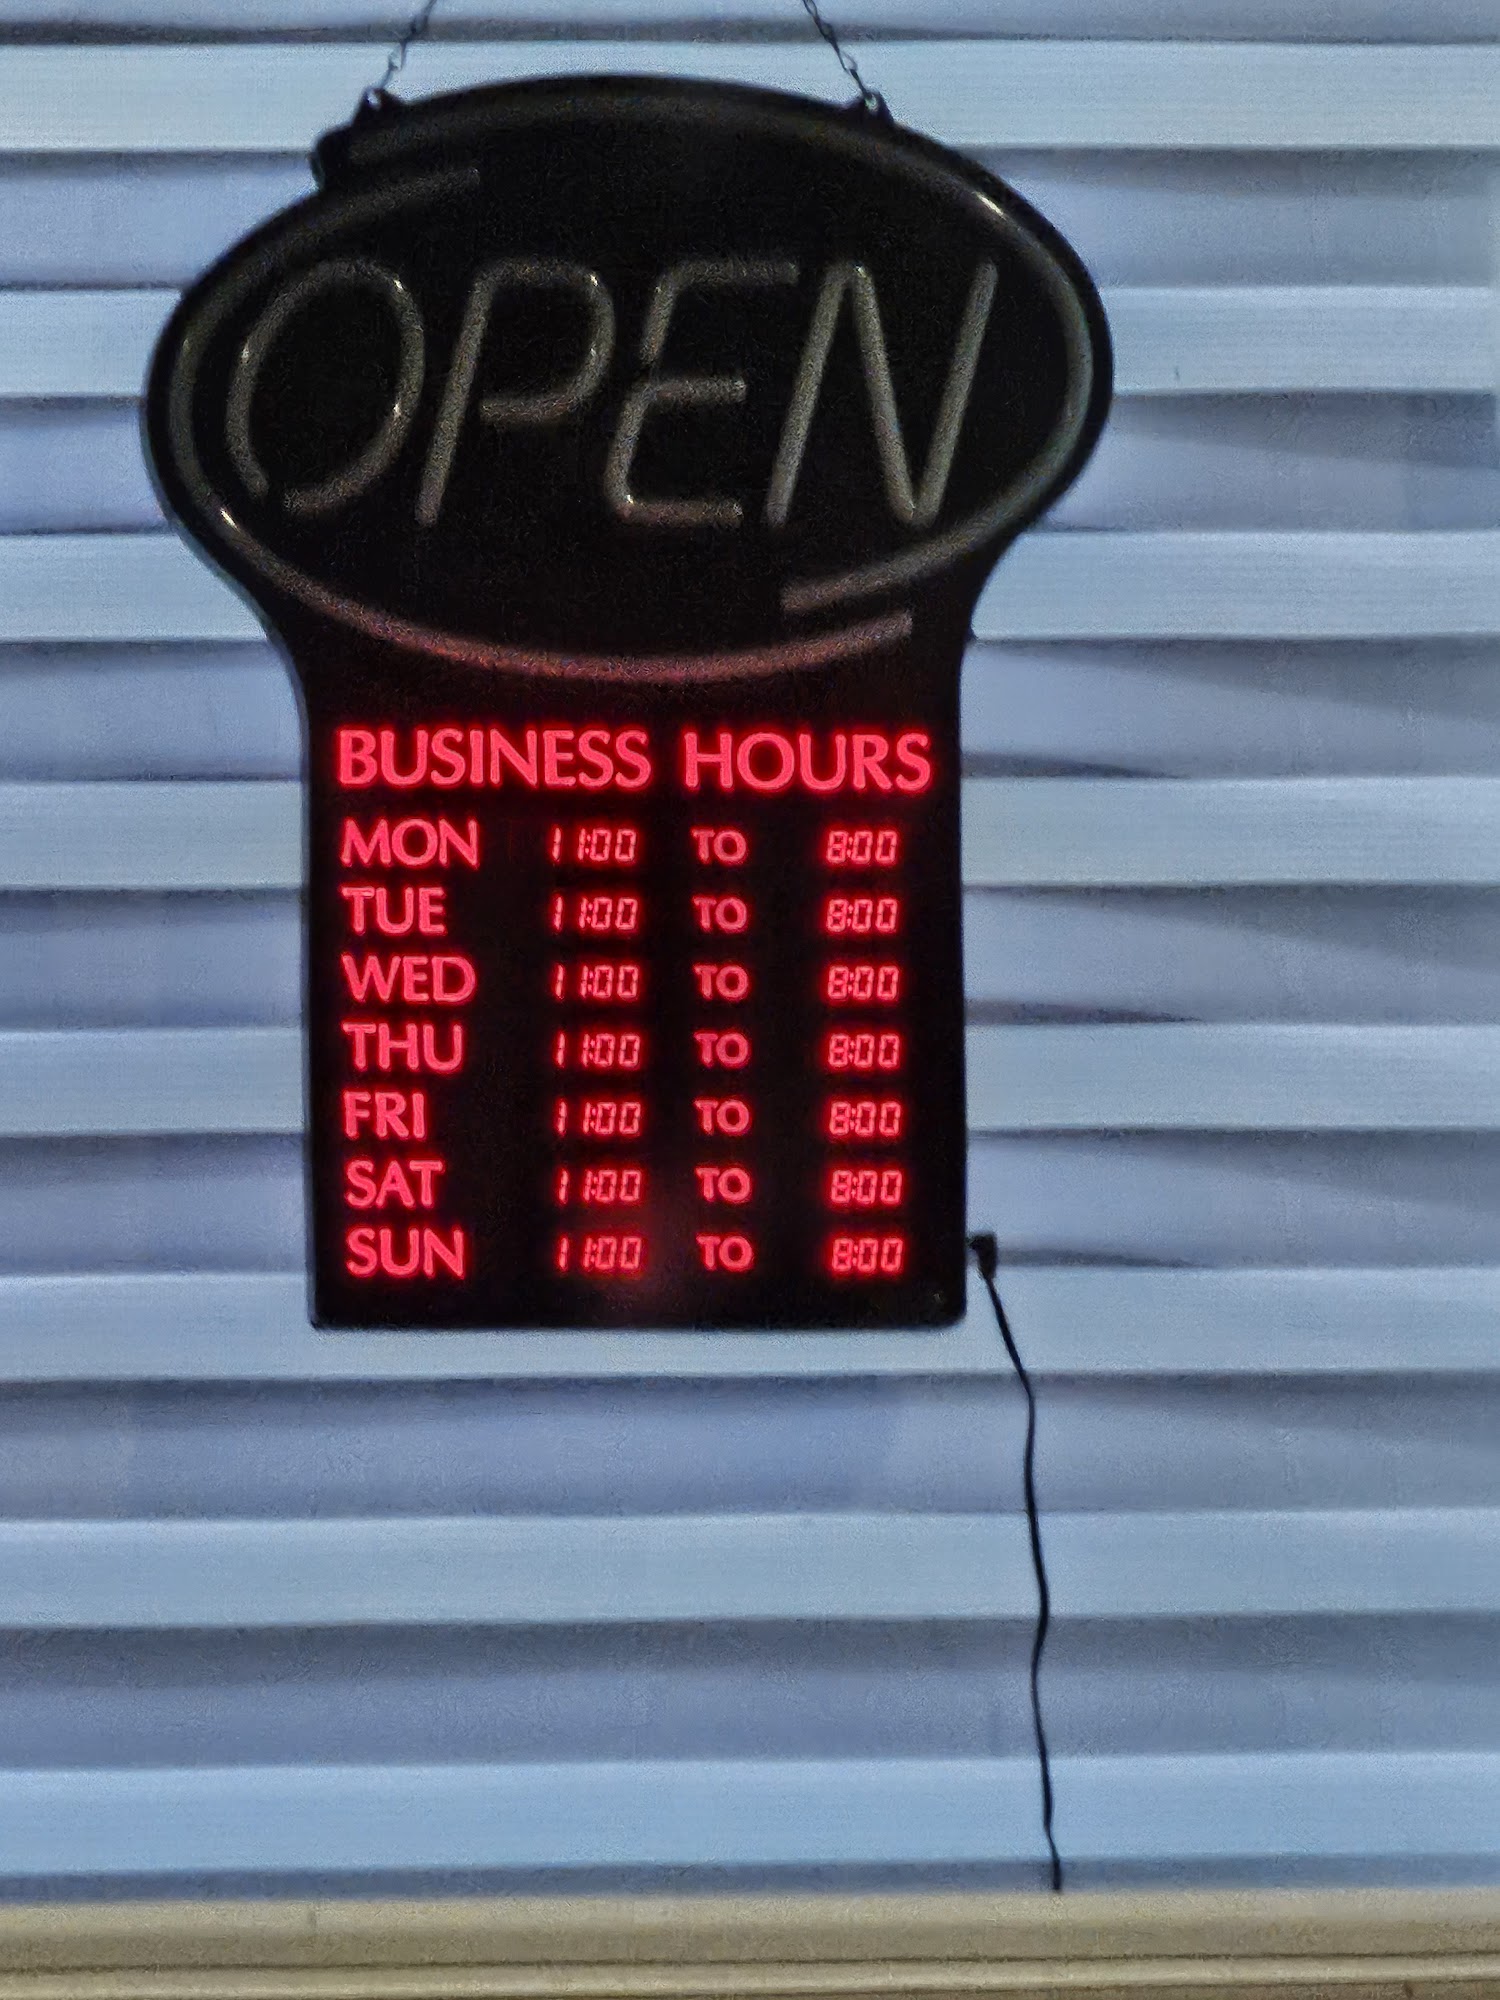 OPEN
BUSINESS HOURS
MON 11:00 TO 8:00
TUE 11:00 TO 8:00
WED 11:00 TO 8:00
THU 11:00 TO 8:00
FRI 11:00 TO 8:00
SAT 11:00 TO 8:00
SUN 11:00 TO 8:00